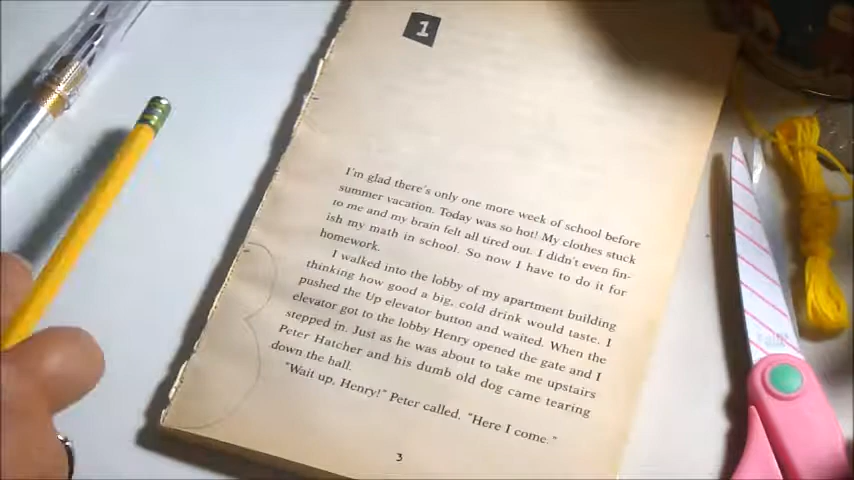 1
I'm glad there's only one more week of school before
summer vacation. Today was so hot! My clothes stuck
to me and my brain felt all tired out. I didn't even fin-
ish my math in school. So now I have to do it for
homework.
I walked into the lobby of my apartment building
thinking how good a big, cold drink would taste. I
pushed the Up elevator button and waited. When the
elevator got to the lobby Henry opened the gate and I
stepped in. Just as he was about to take me upstairs
Peter Hatcher and his dumb old dog came tearing
down the hall.
"Wait up, Henry!" Peter called. "Here I come."
3